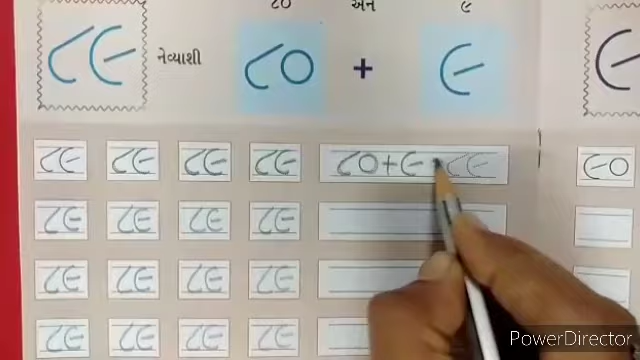 ૮૦ અને ૯
૮૯ નેવ્યાશી ૮૦ + ૯ ૯
૮૯ ૮૯ ૮૯ ૮૯ ૮૦+૯=૮૯ ૯૦
૮૯ ૮૯ ૮૯ ૮૯
૮૯ ૮૯ ૮૯ ૮૯
૮૯ ૮૯ ૮૯ ૮૯
PowerDirector